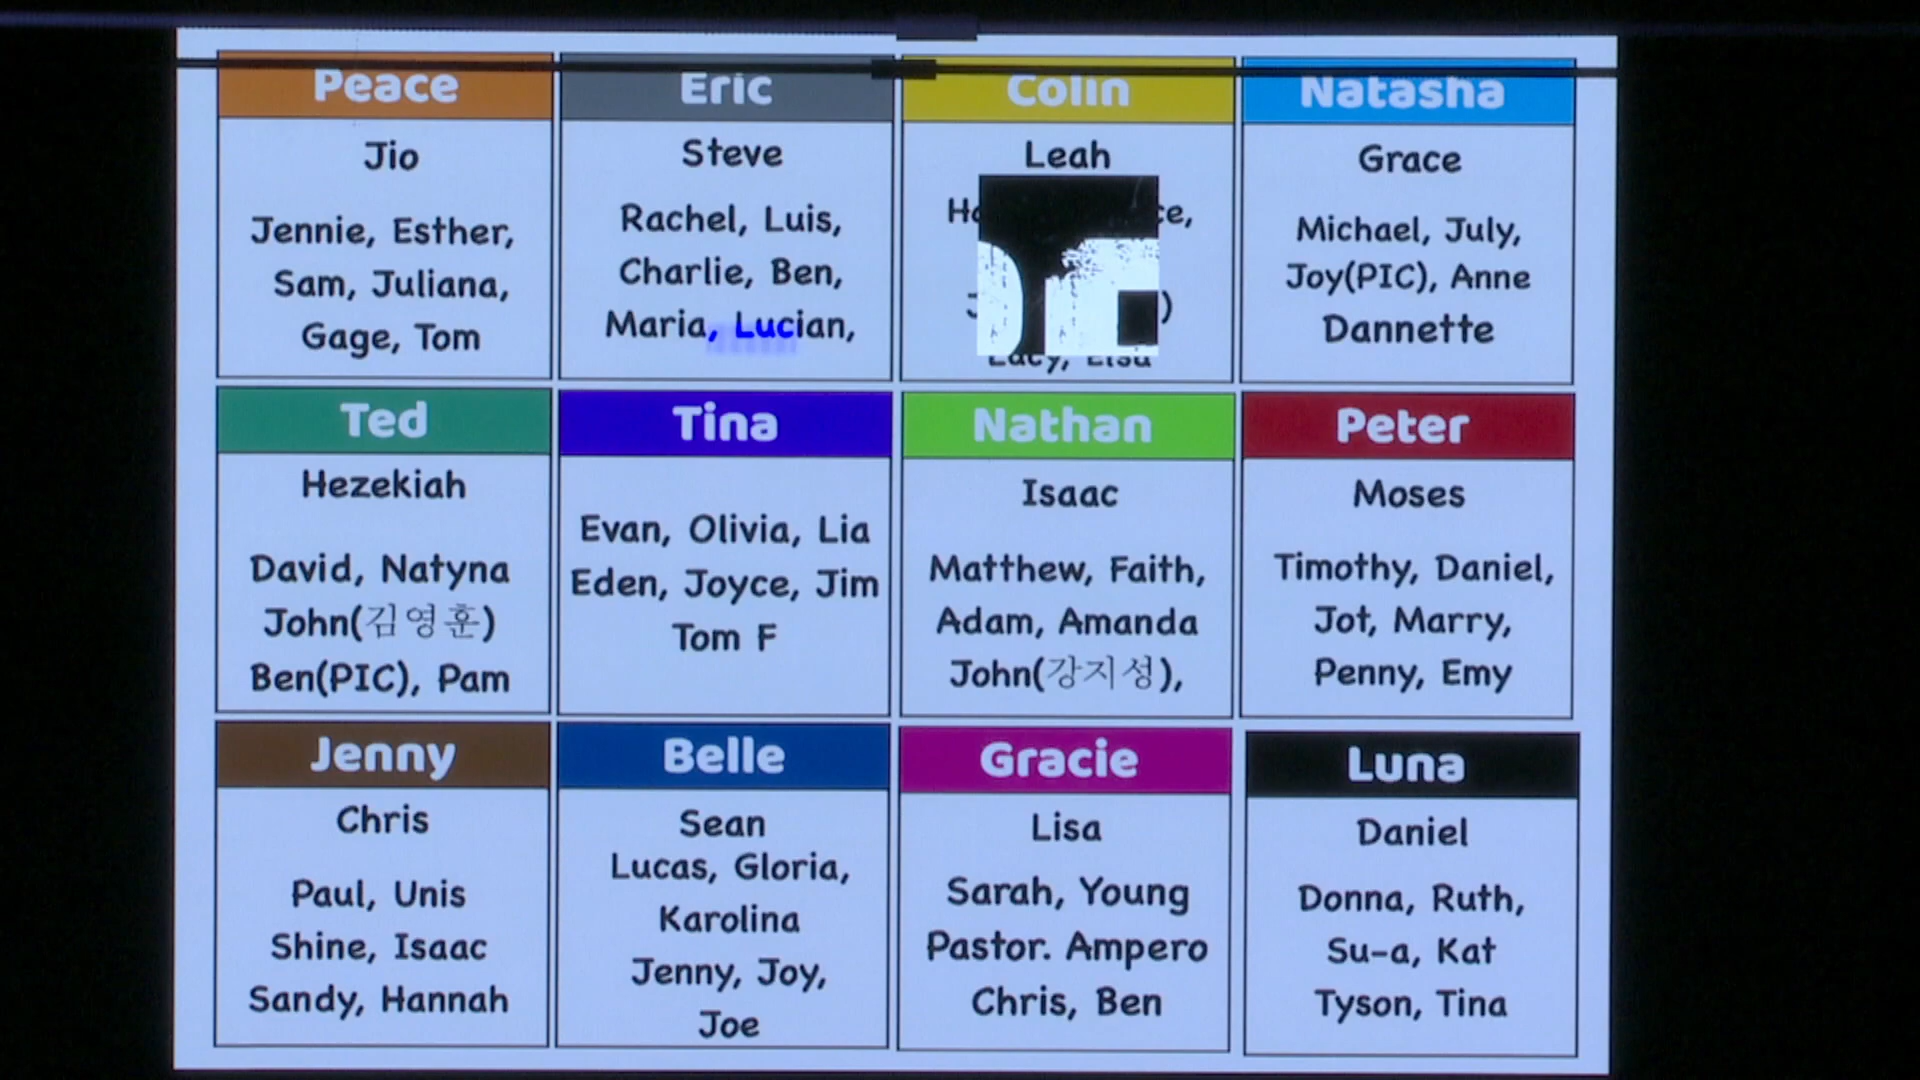 Peace
Jio
Jennie, Esther,
Sam, Juliana,
Gage, Tom
Eric
Steve
Rachel, Luis,
Charlie, Ben,
Maria, Lucian,
Colin
Leah
Lacy, Elsa
Natasha
Grace
Michael, July,
Joy(PIC), Anne
Dannette
Ted
Hezekiah
David, Natyna
John(김영훈)
Ben(PIC), Pam
Tina
Evan, Olivia, Lia
Eden, Joyce, Jim
Tom F
Nathan
Isaac
Matthew, Faith,
Adam, Amanda
John(강지성),
Peter
Moses
Timothy, Daniel,
Jot, Marry,
Penny, Emy
Jenny
Chris
Paul, Unis
Shine, Isaac
Sandy, Hannah
Belle
Sean
Lucas, Gloria,
Karolina
Jenny, Joy,
Joe
Gracie
Lisa
Sarah, Young
Pastor. Ampero
Chris, Ben
Luna
Daniel
Donna, Ruth,
Su-a, Kat
Tyson, Tina